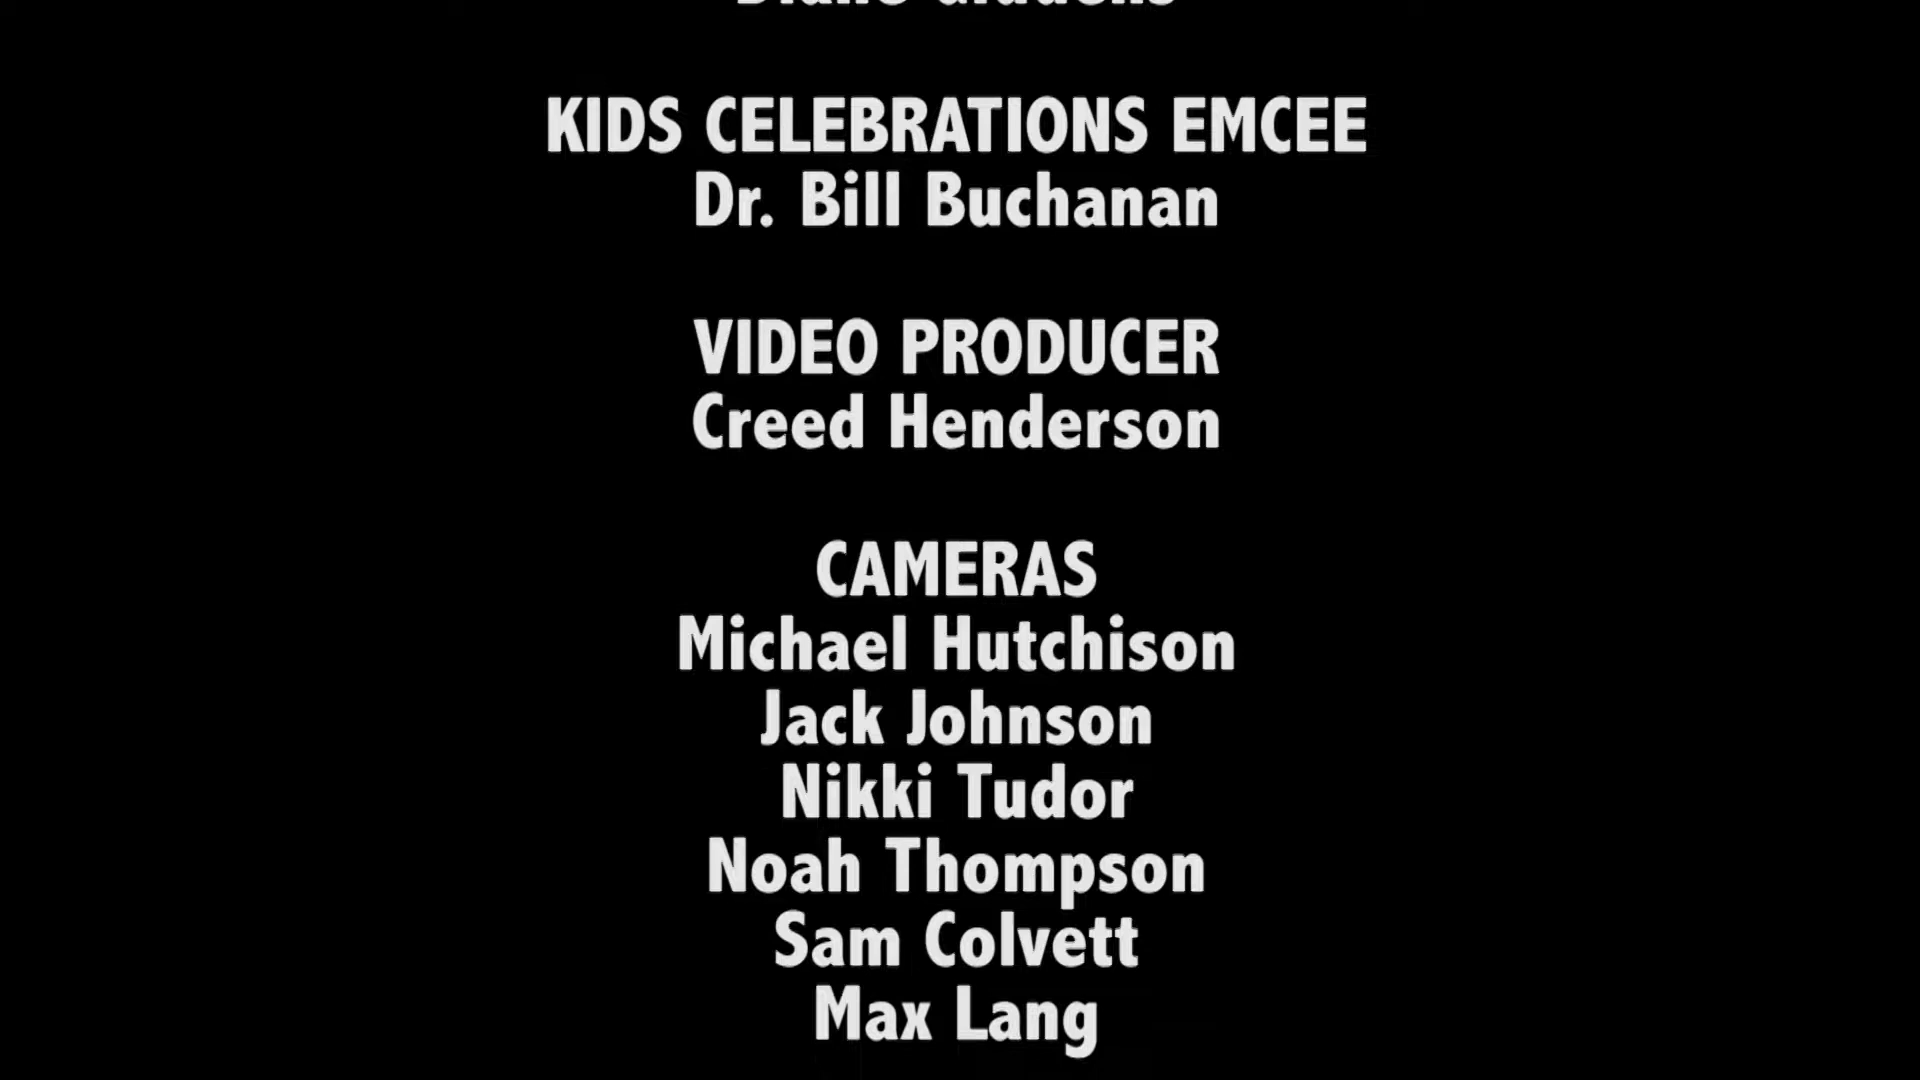 KIDS CELEBRATIONS EMCEE
Dr. Bill Buchanan
VIDEO PRODUCER
Creed Henderson
CAMERAS
Michael Hutchison
Jack Johnson
Nikki Tudor
Noah Thompson
Sam Colvett
Max Lang